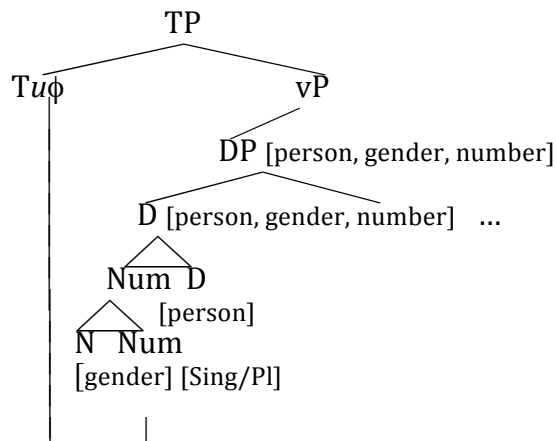 TP
Tuϕ vP
DP [person, gender, number]
D [person, gender, number] ...
Num D
[person]
N Num
[gender] [Sing/Pl]